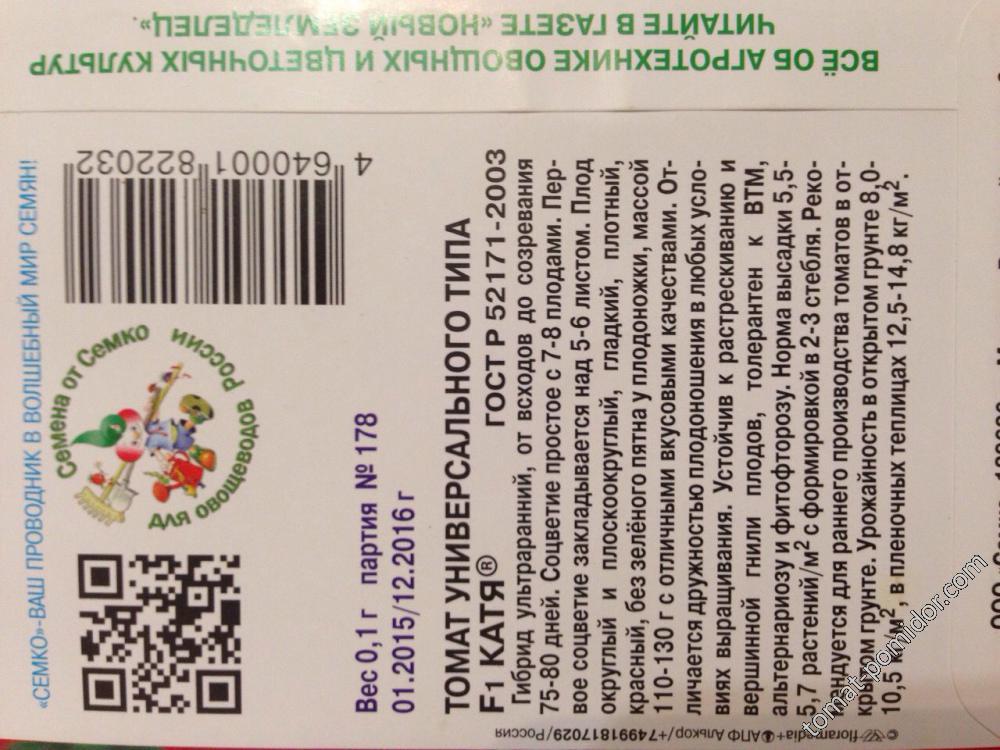 ВСЁ ОБ АГРОТЕХНИКЕ ОВОЩНЫХ И ЦВЕТОЧНЫХ КУЛЬТУР
ЧИТАЙТЕ В ГАЗЕТЕ «НОВЫЙ ЗЕМЛЕДЕЛЕЦ».
«СЕМКО»-ВАШ ПРОВОДНИК В ВОЛШЕБНЫЙ МИР СЕМЯН!
Семена от Семко
для овощеводов России
4 640001 822032
Вес 0,1 г партия № 178
01.2015/12.2016 г
ТОМАТ УНИВЕРСАЛЬНОГО ТИПА
F1 КАТЯ® ГОСТ Р 52171-2003
Гибрид ультраранний, от всходов до созревания
75-80 дней. Соцветие простое с 7-8 плодами. Пер-
вое соцветие закладывается над 5-6 листом. Плод
округлый и плоскоокруглый, гладкий, плотный,
красный, без зелёного пятна у плодоножки, массой
110-130 г с отличными вкусовыми качествами. От-
личается дружностью плодоношения в любых усло-
виях выращивания. Устойчив к растрескиванию и
вершинной гнили плодов, толерантен к ВТМ,
альтернариозу и фитофторозу. Норма высадки 5,5-
5,7 растений/м² с формировкой в 2-3 стебля. Реко-
мендуется для раннего производства томатов в от-
крытом грунте. Урожайность в открытом грунте 8,0-
10,5 кг/м², в пленочных теплицах 12,5-14,8 кг/м².
© floramedia+АПФ Алькор/+74991817029/Россия
tomat-pomidor.com